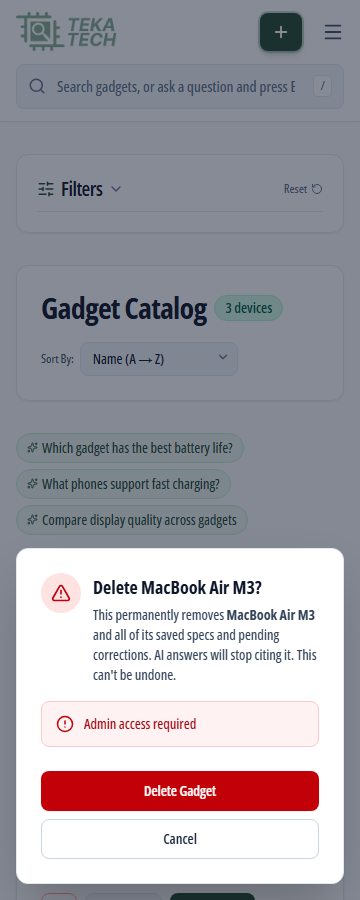 TEKA
TECH
Search gadgets, or ask a question and press E
/
Filters
Reset
Gadget Catalog
3 devices
Sort By:
Name (A → Z)
Which gadget has the best battery life?
What phones support fast charging?
Compare display quality across gadgets
Delete MacBook Air M3?
This permanently removes MacBook Air M3
and all of its saved specs and pending
corrections. AI answers will stop citing it. This
can't be undone.
Admin access required
Delete Gadget
Cancel